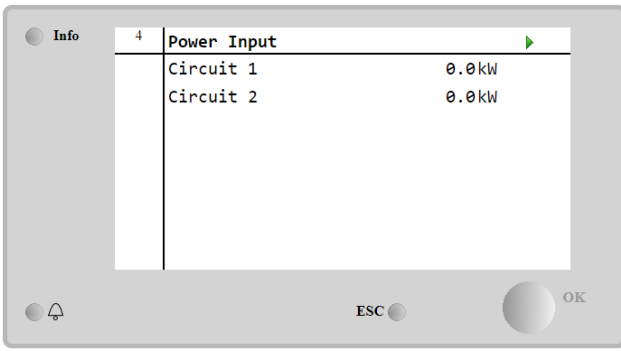 Info
4 Power Input
Circuit 1 0.0kW
Circuit 2 0.0kW
ESC
OK